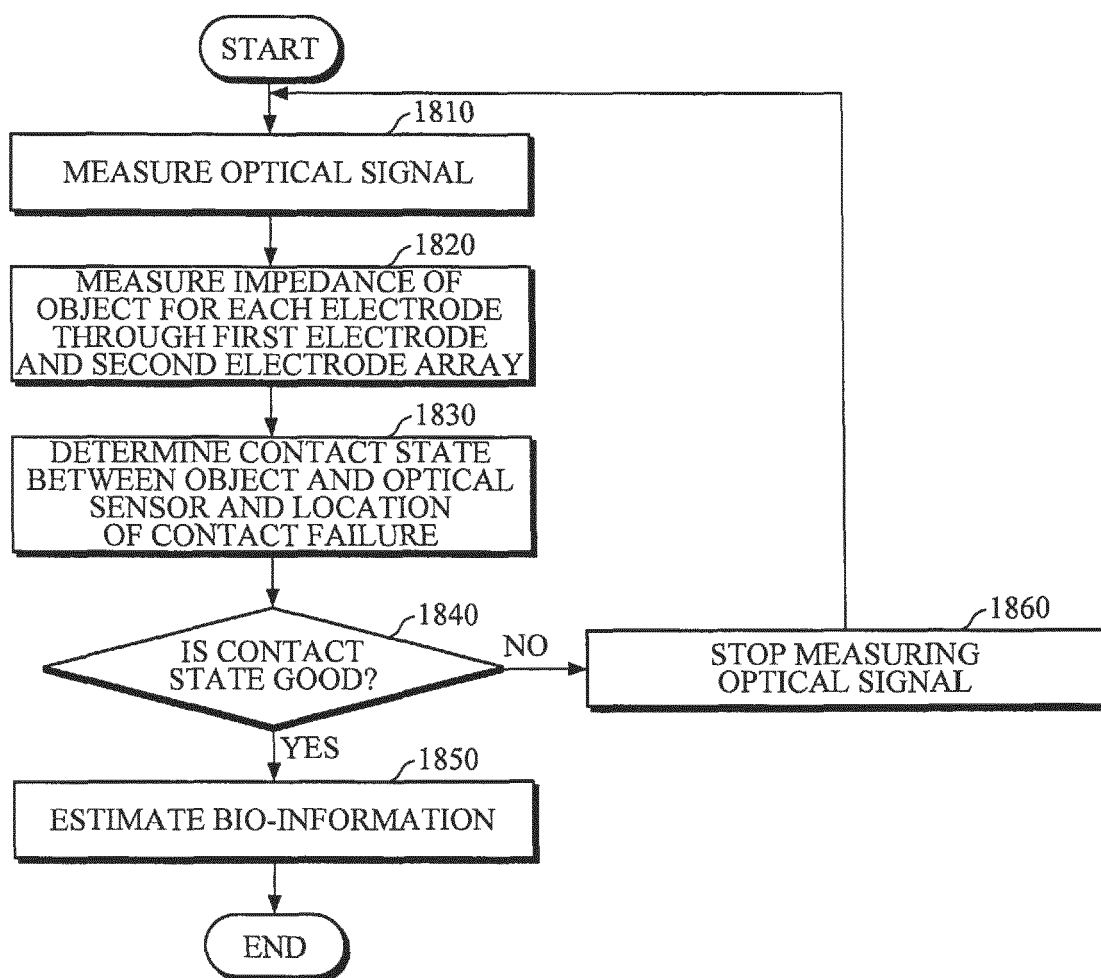 START
1810
MEASURE OPTICAL SIGNAL
1820
MEASURE IMPEDANCE OF
OBJECT FOR EACH ELECTRODE
THROUGH FIRST ELECTRODE
AND SECOND ELECTRODE ARRAY
1830
DETERMINE CONTACT STATE
BETWEEN OBJECT AND OPTICAL
SENSOR AND LOCATION
OF CONTACT FAILURE
1840
IS CONTACT
STATE GOOD?
NO
1860
STOP MEASURING
OPTICAL SIGNAL
YES
1850
ESTIMATE BIO-INFORMATION
END